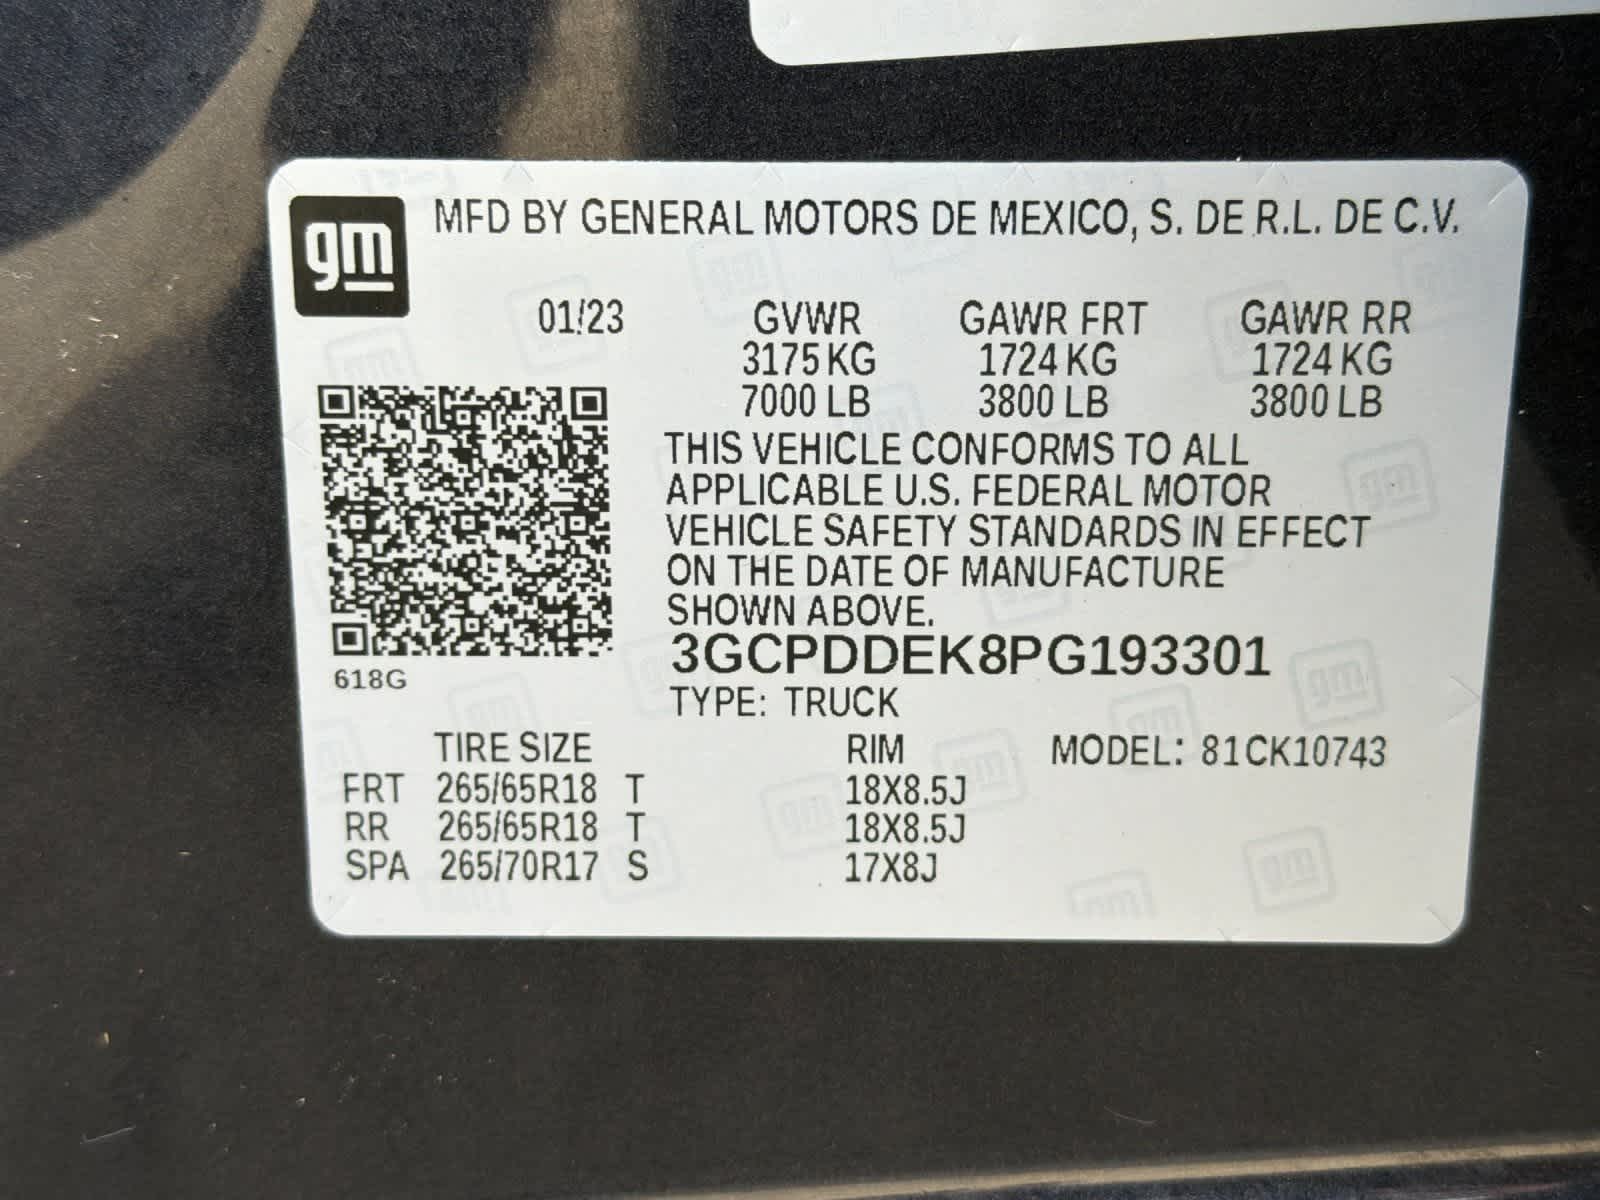 gm MFD BY GENERAL MOTORS DE MEXICO, S. DE R.L. DE C.V.
01/23 GVWR GAWR FRT GAWR RR
3175 KG 1724 KG 1724 KG
7000 LB 3800 LB 3800 LB
THIS VEHICLE CONFORMS TO ALL
APPLICABLE U.S. FEDERAL MOTOR
VEHICLE SAFETY STANDARDS IN EFFECT
ON THE DATE OF MANUFACTURE
SHOWN ABOVE.
3GCPDDEK8PG193301
618G
TYPE: TRUCK
TIRE SIZE RIM MODEL: 81CK10743
FRT 265/65R18 T 18X8.5J
RR 265/65R18 T 18X8.5J
SPA 265/70R17 S 17X8J